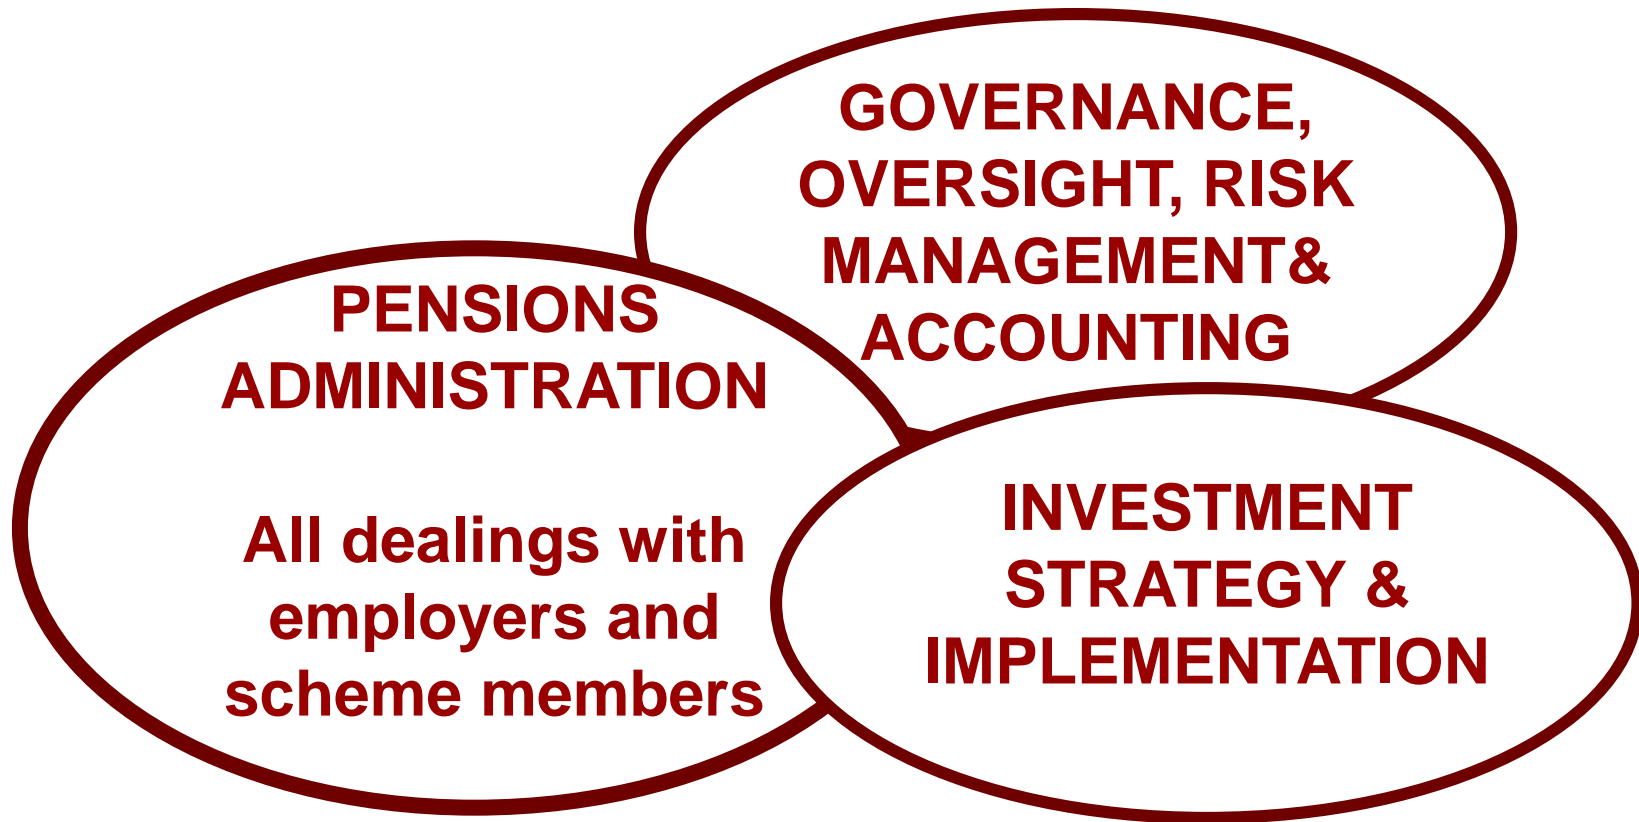 GOVERNANCE,
OVERSIGHT, RISK
MANAGEMENT&
ACCOUNTING
PENSIONS
ADMINISTRATION
All dealings with
employers and
scheme members
INVESTMENT
STRATEGY &
IMPLEMENTATION